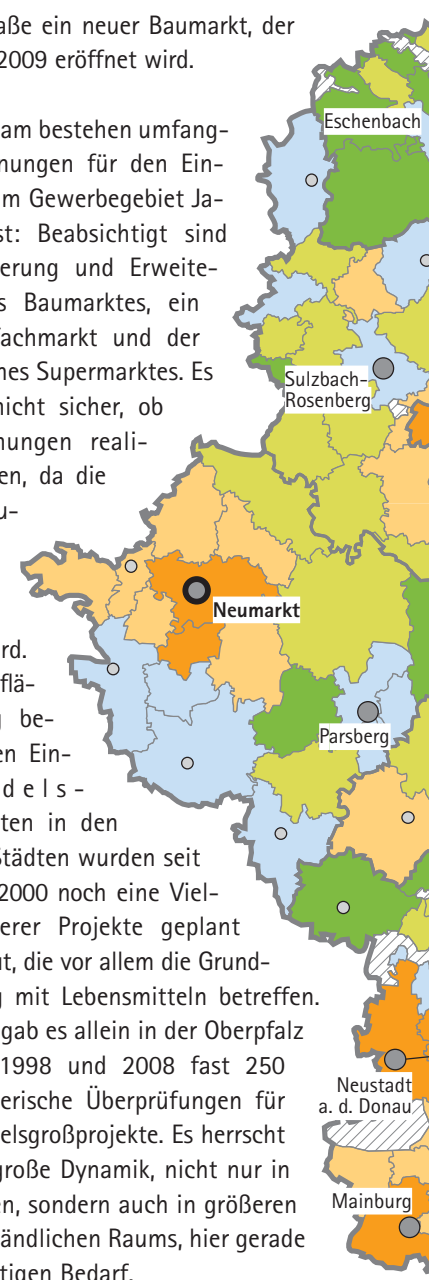 aße ein neuer Baumarkt, der
2009 eröffnet wird.
am bestehen umfang-
nungen für den Ein-
m Gewerbegebiet Ja-
st: Beabsichtigt sind
erung und Erweite-
s Baumarktes, ein
achmarkt und der
nes Supermarktes. Es
nicht sicher, ob
nungen reali-
en, da die
u-
rd.
flä-
g be-
en Ein-
dels-
ten in den
Städten wurden seit
2000 noch eine Viel-
erer Projekte geplant
ut, die vor allem die Grund-
g mit Lebensmitteln betreffen.
gab es allein in der Oberpfalz
1998 und 2008 fast 250
erische Überprüfungen für
elsgroßprojekte. Es herrscht
große Dynamik, nicht nur in
en, sondern auch in größeren
ändlichen Raums, hier gerade
tigen Bedarf.
Eschenbach
Sulzbach-
Rosenberg
Neumarkt
Parsberg
Neustadt
a. d. Donau
Mainburg